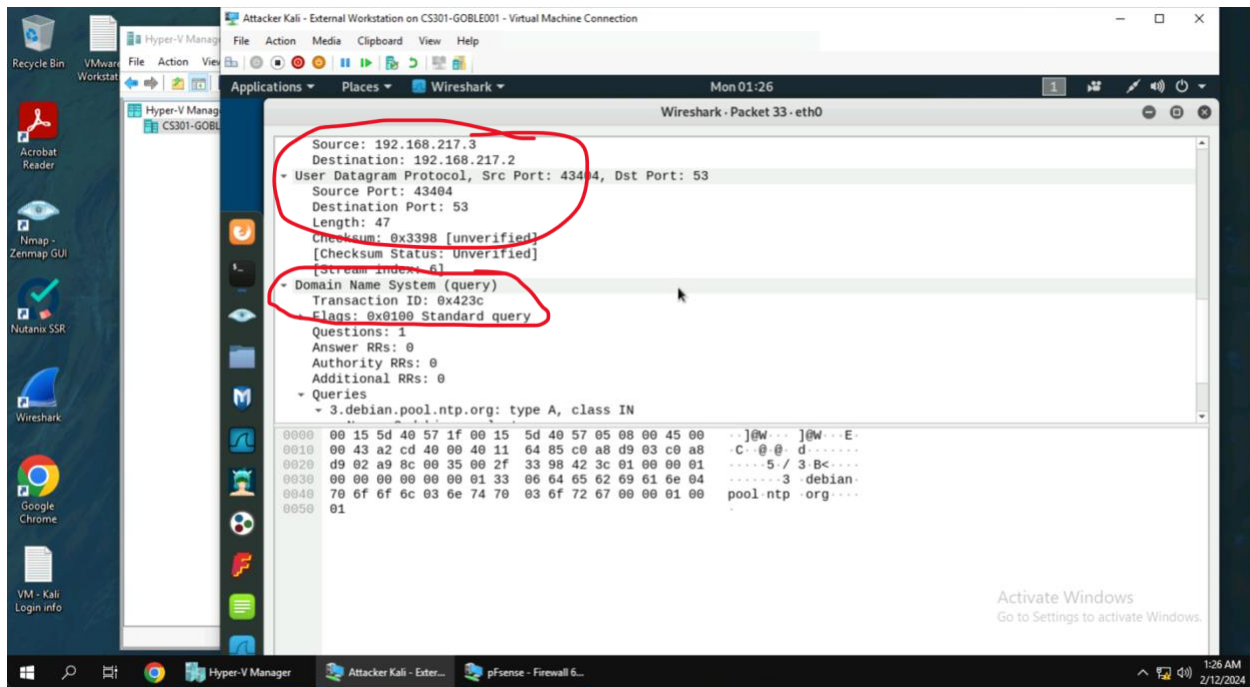 Attacker Kali - External Workstation on CS301-GOBLE001 - Virtual Machine Connection
Recycle Bin
VMware
Workstat
Hyper-V Manag
File Action Media Clipboard View Help
File Action Viev
Applications Places Wireshark Mon 01:26 1
Hyper-V Manag
CS301-GOBL
Wireshark · Packet 33 · eth0
Acrobat
Reader
Nmap -
Zenmap GUI
Nutanix SSR
Wireshark
Google
Chrome
VM - Kali
Login info
Source: 192.168.217.3
Destination: 192.168.217.2
User Datagram Protocol, Src Port: 43404, Dst Port: 53
Source Port: 43404
Destination Port: 53
Length: 47
Checksum: 0x3398 [unverified]
[Checksum Status: Unverified]
[Stream index: 6]
Domain Name System (query)
Transaction ID: 0x423c
Flags: 0x0100 Standard query
Questions: 1
Answer RRs: 0
Authority RRs: 0
Additional RRs: 0
Queries
3.debian.pool.ntp.org: type A, class IN
0000 00 15 5d 40 57 1f 00 15 5d 40 57 05 08 00 45 00 ··]@W··· ]@W···E·
0010 00 43 a2 cd 40 00 40 11 64 85 c0 a8 d9 03 c0 a8 ·C··@·@· d·······
0020 d9 02 a9 8c 00 35 00 2f 33 98 42 3c 01 00 00 01 ·····5·/ 3·B<····
0030 00 00 00 00 00 00 01 33 06 64 65 62 69 61 6e 04 ·······3 ·debian·
0040 70 6f 6f 6c 03 6e 74 70 03 6f 72 67 00 00 01 00 pool·ntp ·org····
0050 01 ·
Activate Windows
Go to Settings to activate Windows.
Hyper-V Manager
Attacker Kali - Exter...
pFsense - Firewall 6...
1:26 AM
2/12/2024